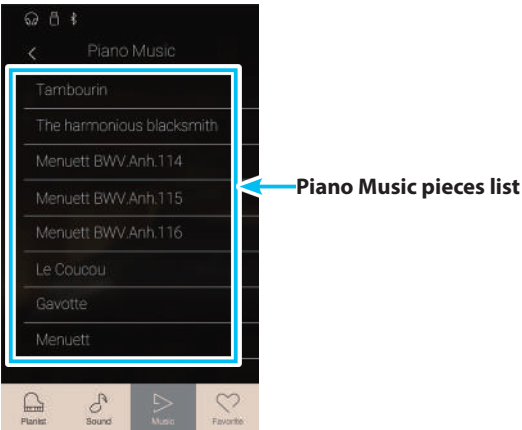 Piano Music
Tambourin
The harmonious blacksmith
Menuett BWV.Anh.114
Menuett BWV.Anh.115
Menuett BWV.Anh.116
Le Coucou
Gavotte
Menuett
Piano Music pieces list
Pianist Sound Music Favorite